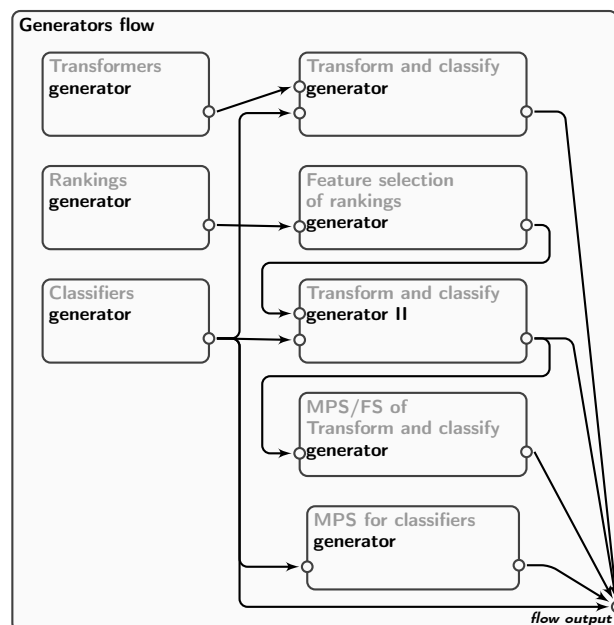 Generators flow
Transformers
generator
Transform and classify
generator
Rankings
generator
Feature selection
of rankings
generator
Classifiers
generator
Transform and classify
generator II
MPS/FS of
Transform and classify
generator
MPS for classifiers
generator
flow output